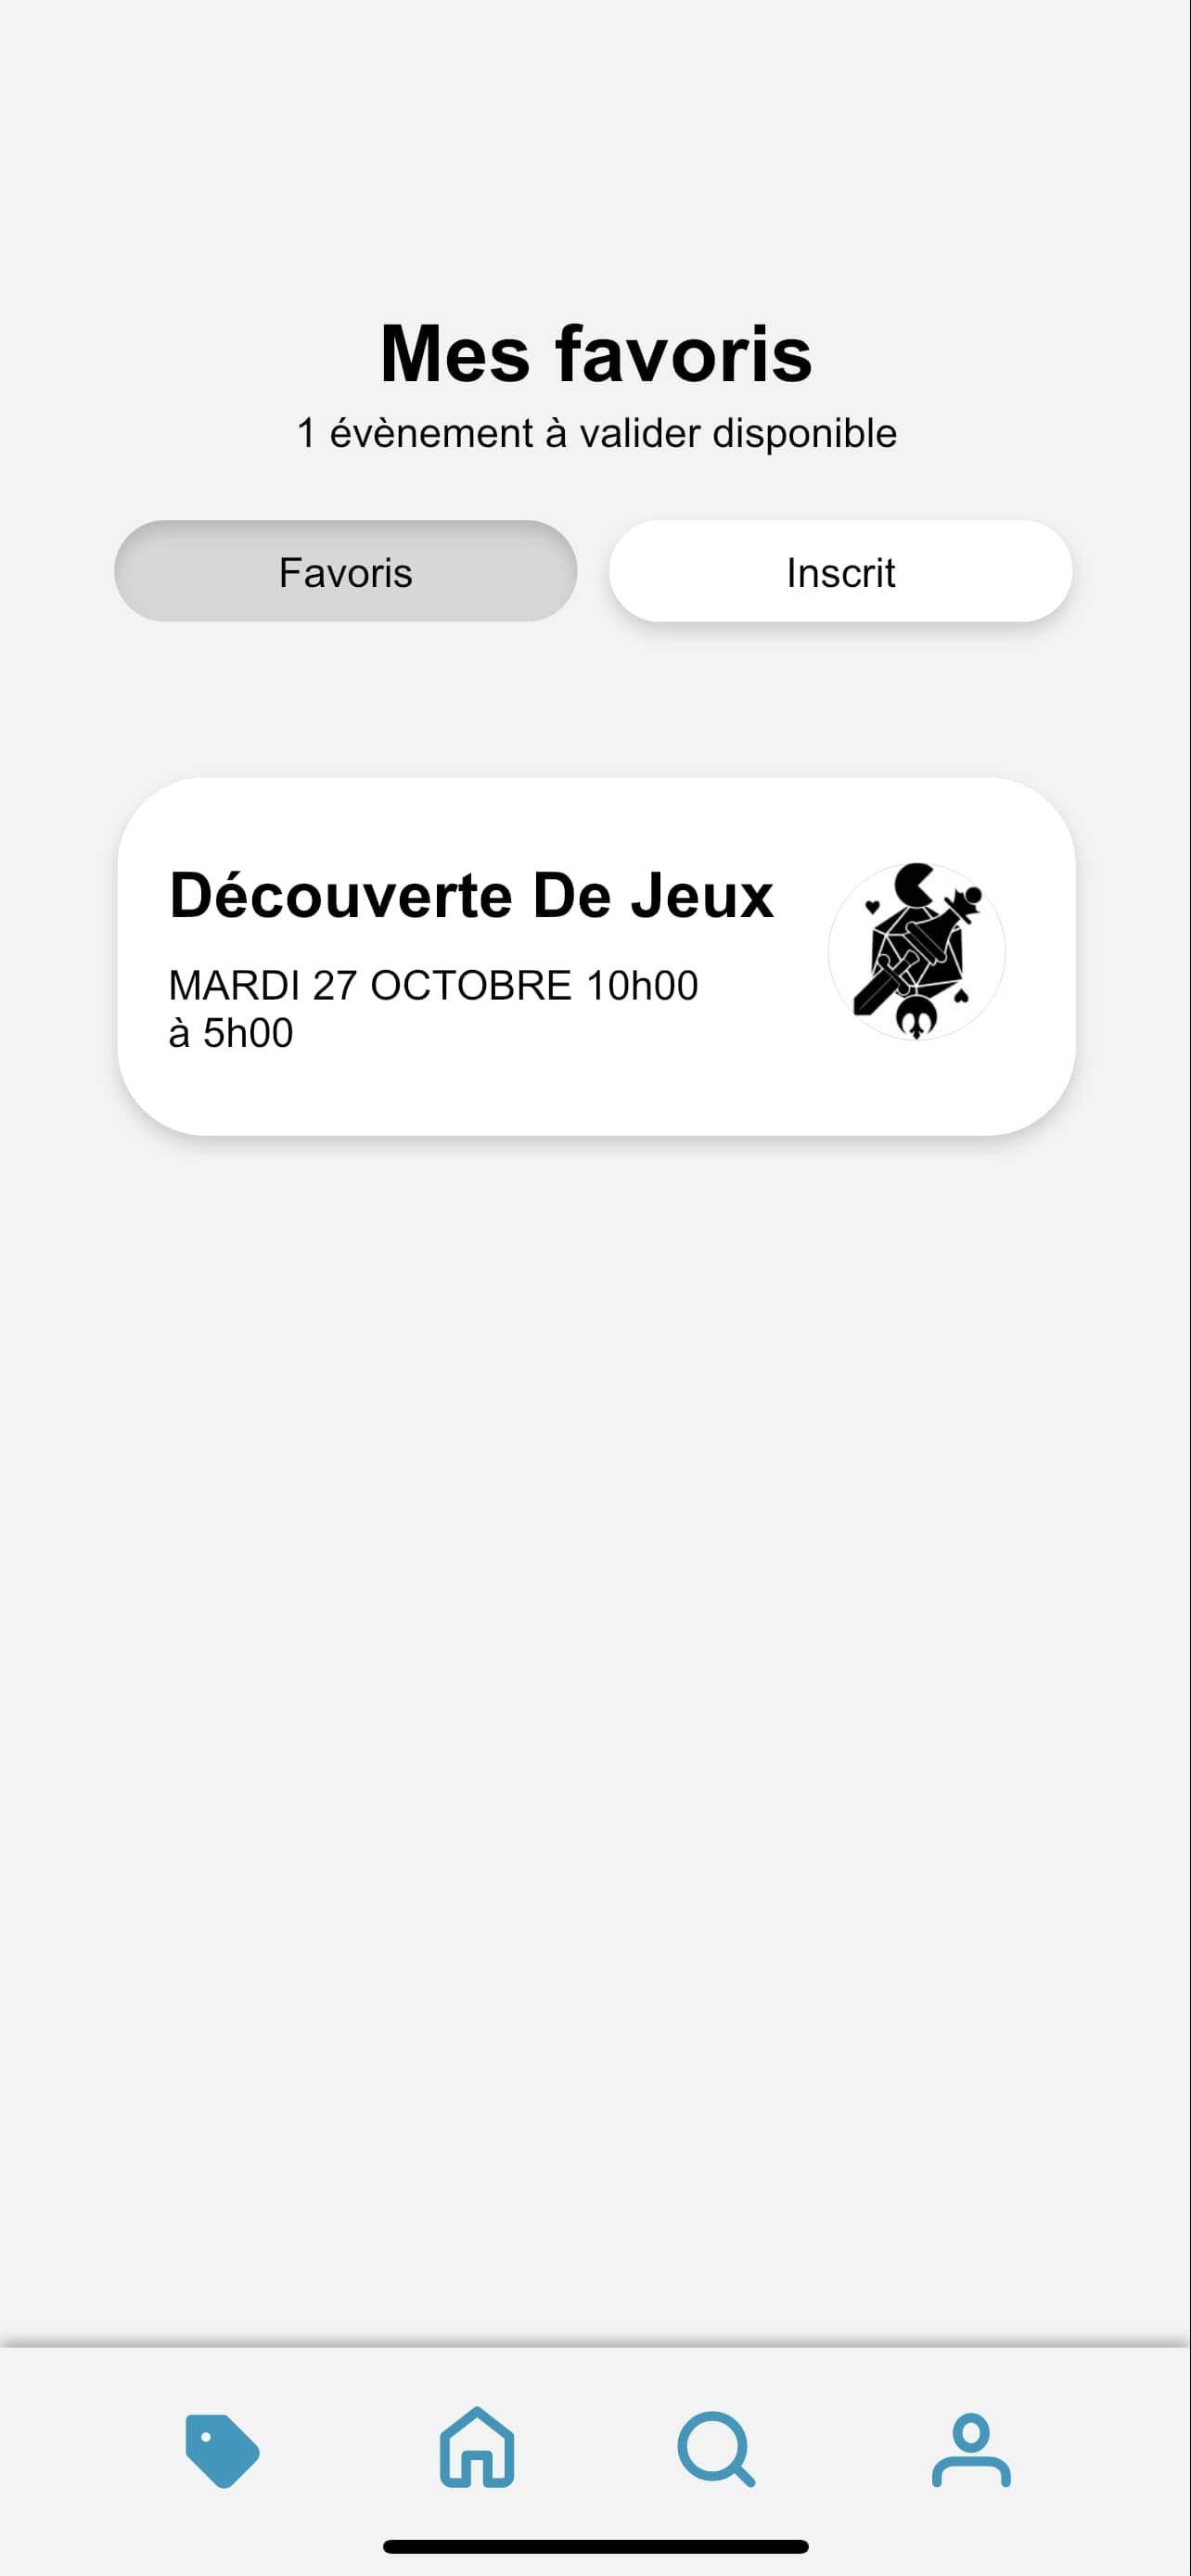 Mes favoris
1 évènement à valider disponible
Favoris
Inscrit
Découverte De Jeux
MARDI 27 OCTOBRE 10h00
à 5h00